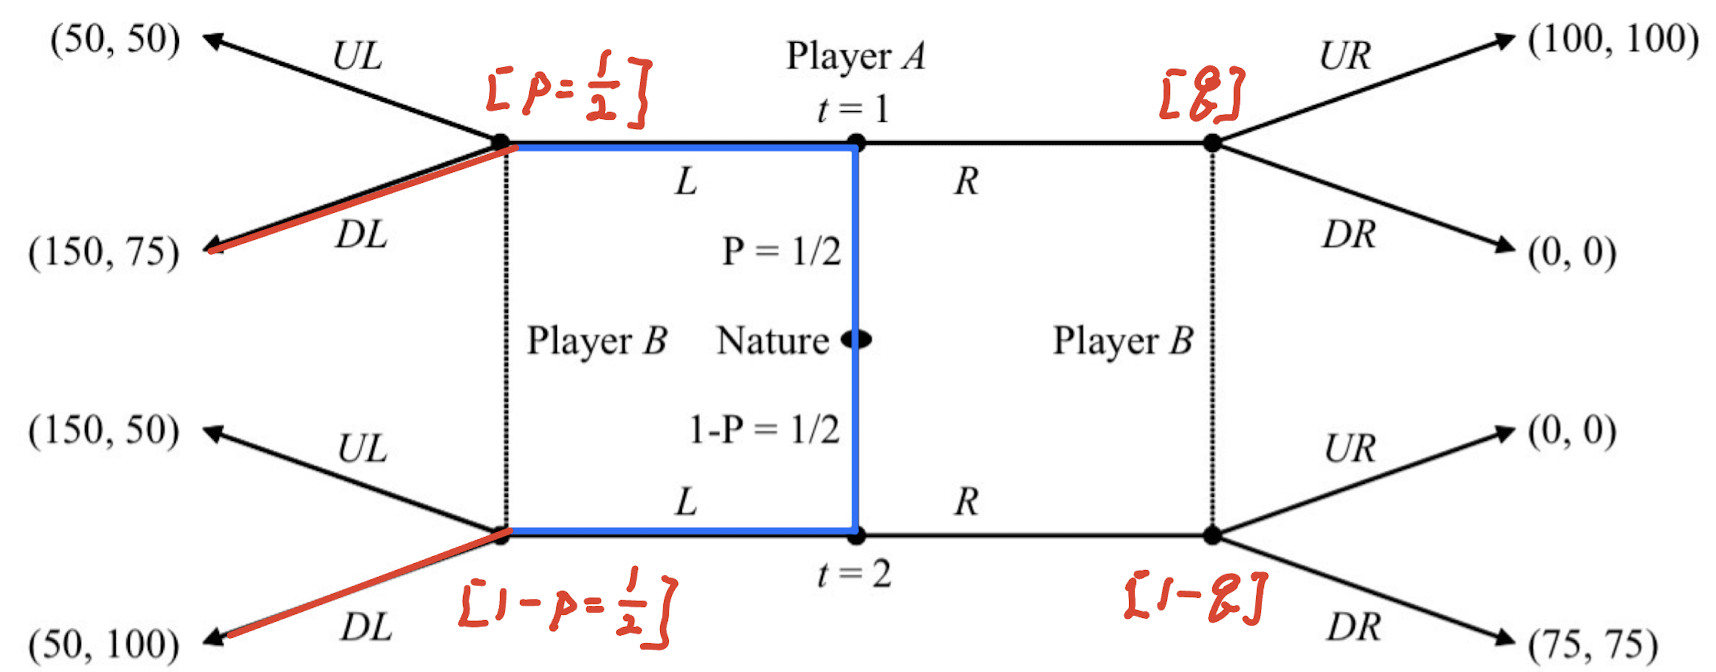 (50, 50)
UL
[p=1/2]
Player A
t = 1
[q]
UR
(100, 100)
(150, 75)
DL
L
R
DR
(0, 0)
P = 1/2
Player B
Nature
Player B
1-P = 1/2
(150, 50)
UL
L
R
UR
(0, 0)
(50, 100)
DL
[1-p=1/2]
t = 2
[1-q]
DR
(75, 75)